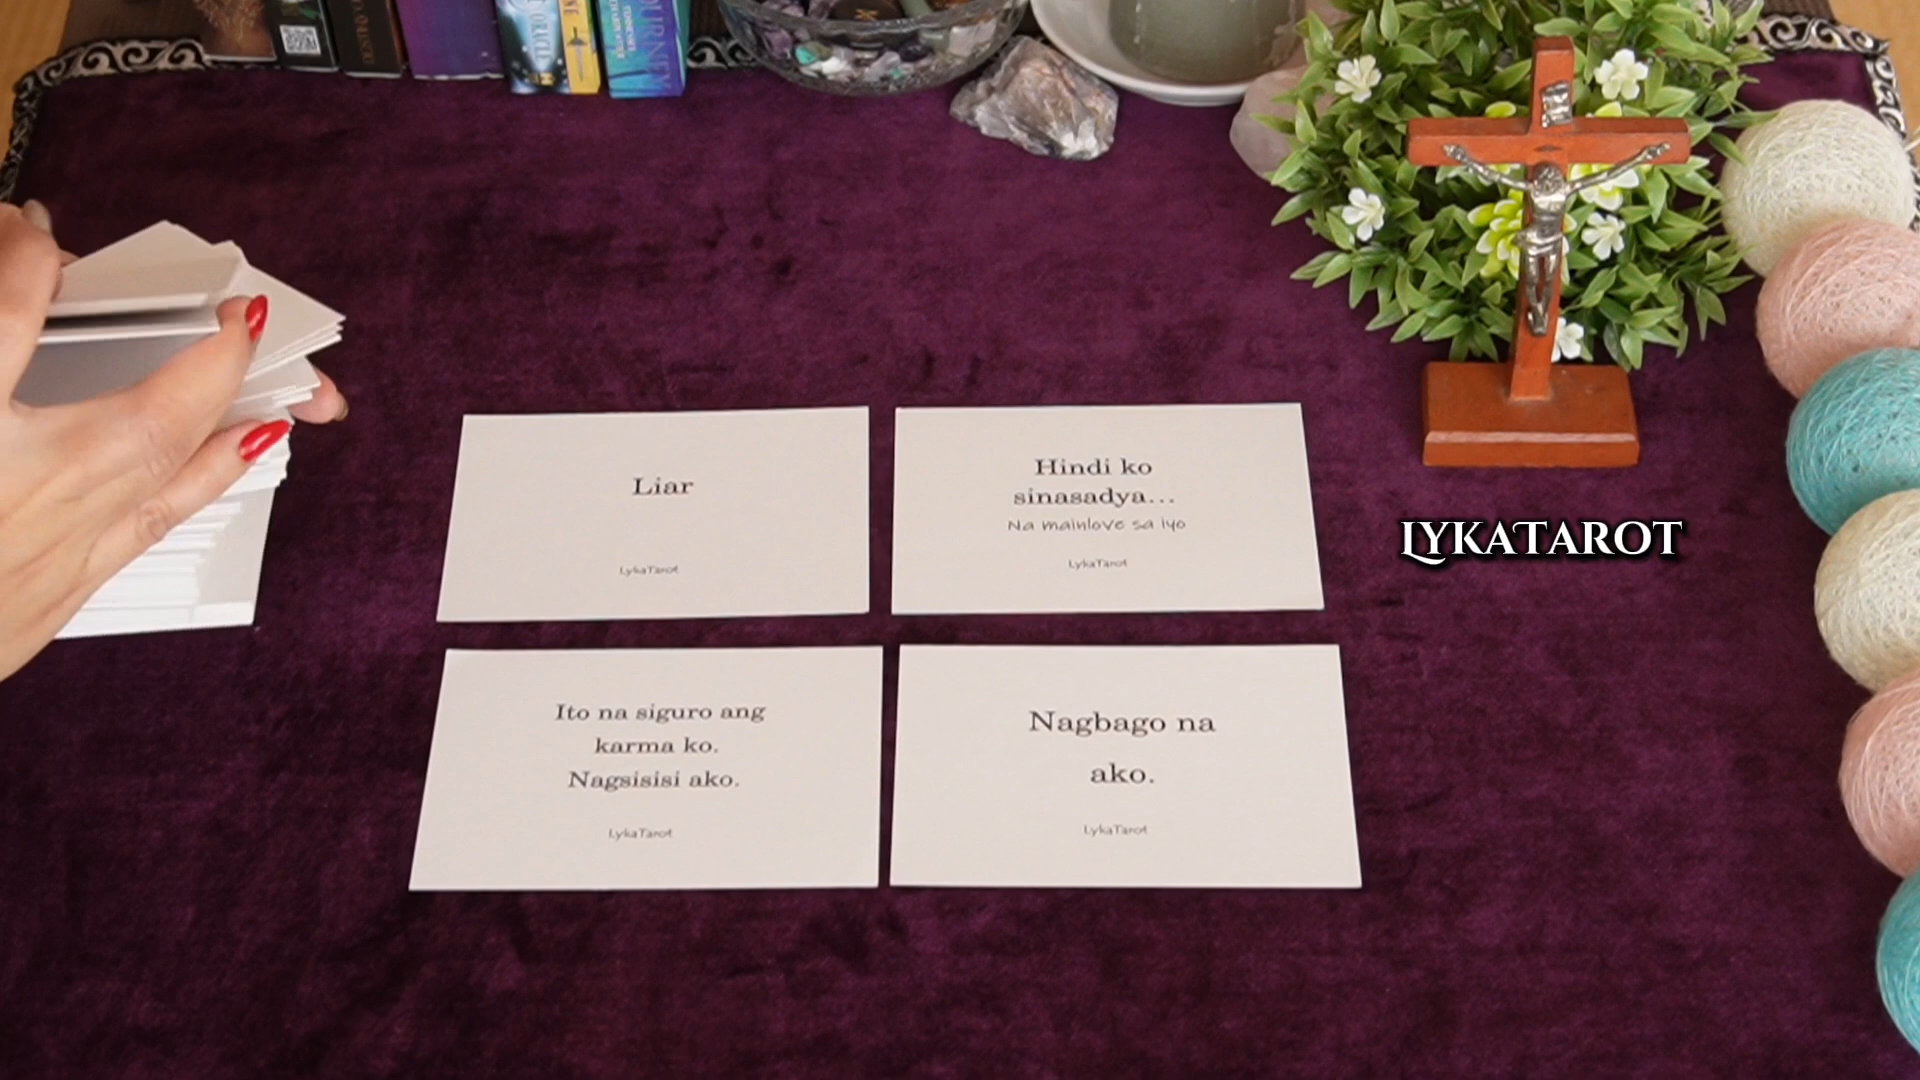 JOURNEY
Liar
LykaTarot
Hindi ko
sinasadya...
Na mainlove sa iyo
LykaTarot
Ito na siguro ang
karma ko.
Nagsisisi ako.
LykaTarot
Nagbago na
ako.
LykaTarot
LYKATAROT